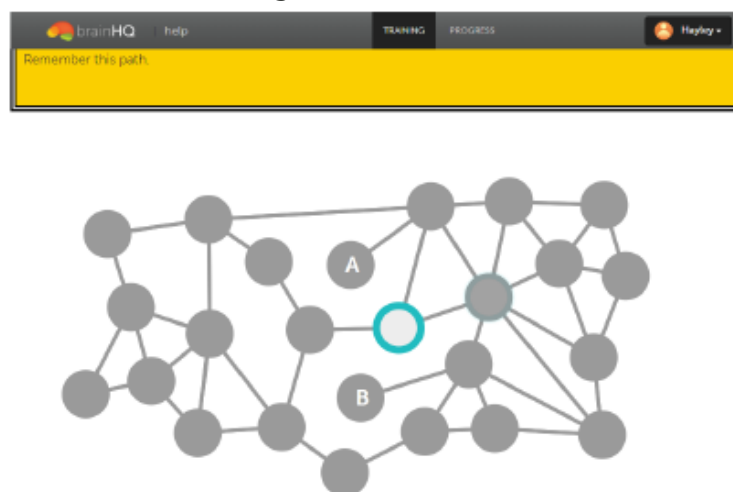 brainHQ help TRAINING PROGRESS Hayley
Remember this path.
A
B